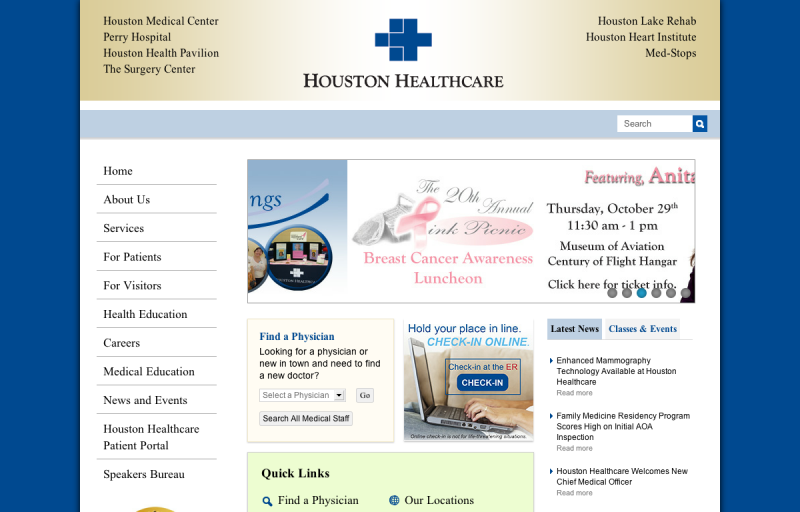 Houston Medical Center
Perry Hospital
Houston Health Pavilion
The Surgery Center
HOUSTON HEALTHCARE
Houston Lake Rehab
Houston Heart Institute
Med-Stops
Search
Home
About Us
Services
For Patients
For Visitors
Health Education
Careers
Medical Education
News and Events
Houston Healthcare
Patient Portal
Speakers Bureau
ngs
The 20th Annual
Pink Picnic
Breast Cancer Awareness
Luncheon
Featuring, Anita
Thursday, October 29th
11:30 am - 1 pm
Museum of Aviation
Century of Flight Hangar
Click here for ticket info.
Find a Physician
Looking for a physician or
new in town and need to find
a new doctor?
Select a Physician
Go
Search All Medical Staff
Hold your place in line.
CHECK-IN ONLINE.
Check-in at the ER
CHECK-IN
Online check-in is not for life-threatening situations.
Latest News
Classes & Events
Enhanced Mammography
Technology Available at Houston
Healthcare
Read more
Family Medicine Residency Program
Scores High on Initial AOA
Inspection
Read more
Houston Healthcare Welcomes New
Chief Medical Officer
Read more
Quick Links
Find a Physician
Our Locations